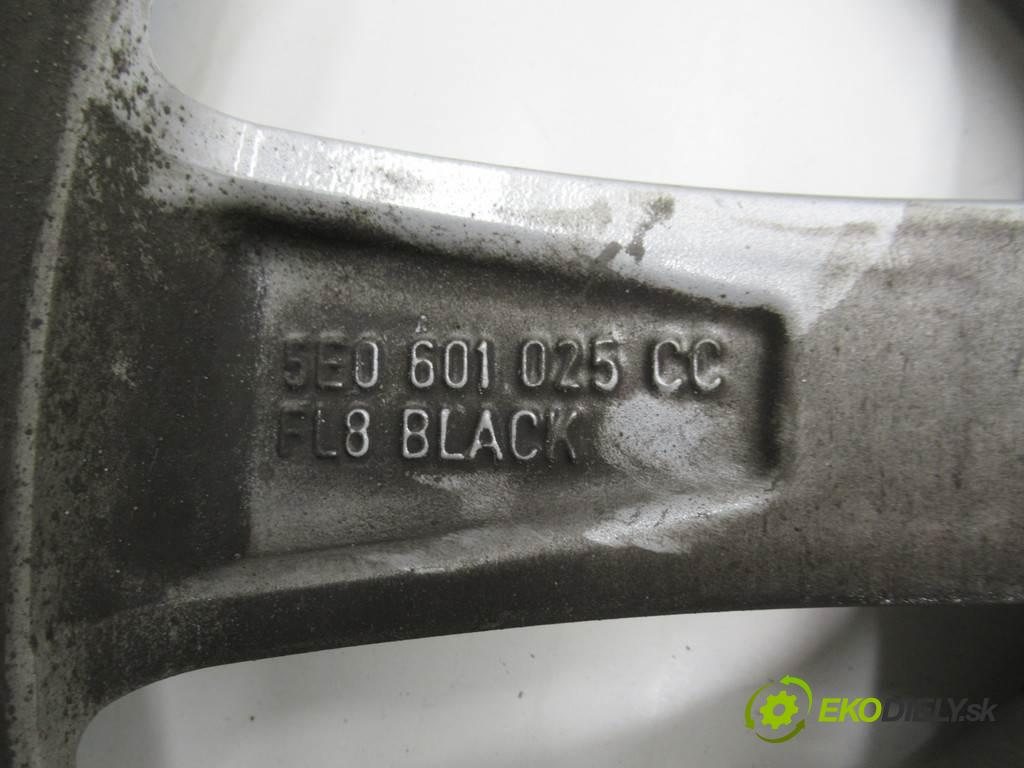 5E0 601 025 CC
FL8 BLACK
EKODIELY.sk